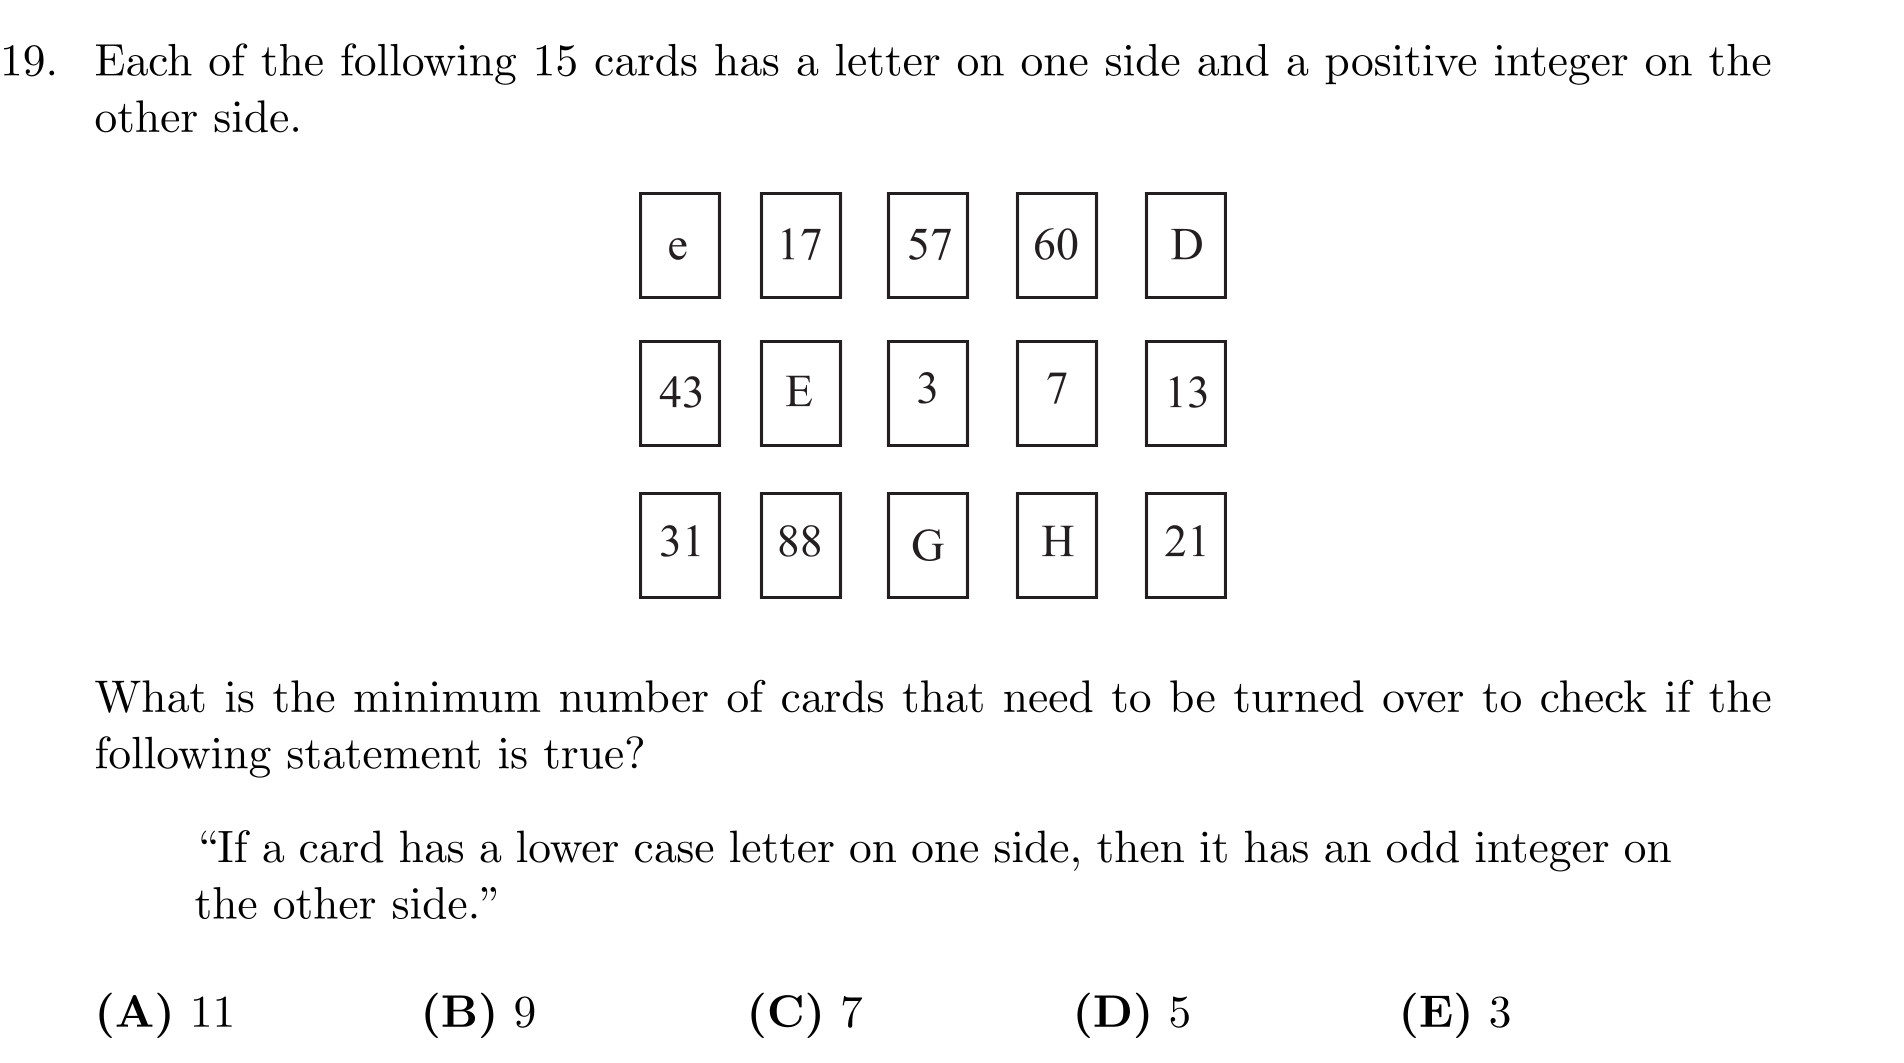 19. Each of the following 15 cards has a letter on one side and a positive integer on the
other side.
e 17 57 60 D
43 E 3 7 13
31 88 G H 21
What is the minimum number of cards that need to be turned over to check if the
following statement is true?
“If a card has a lower case letter on one side, then it has an odd integer on
the other side.”
(A) 11 (B) 9 (C) 7 (D) 5 (E) 3